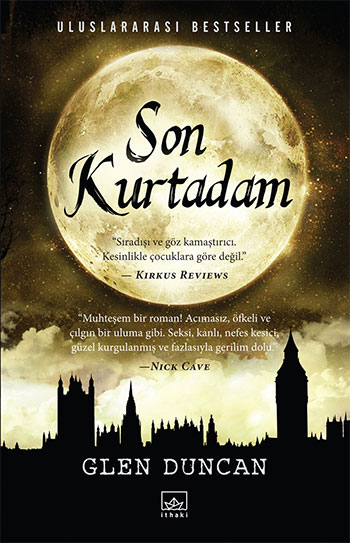 ULUSLARARASI BESTSELLER
Son
Kurtadam
“Sıradışı ve göz kamaştırıcı.
Kesinlikle çocuklara göre değil.”
— KIRKUS REVIEWS
“Muhteşem bir roman! Acımasız, öfkeli ve
çılgın bir uluma gibi. Seksi, kanlı, nefes kesici,
güzel kurgulanmış ve fazlasıyla gerilim dolu.”
—NICK CAVE
GLEN DUNCAN
ithaki